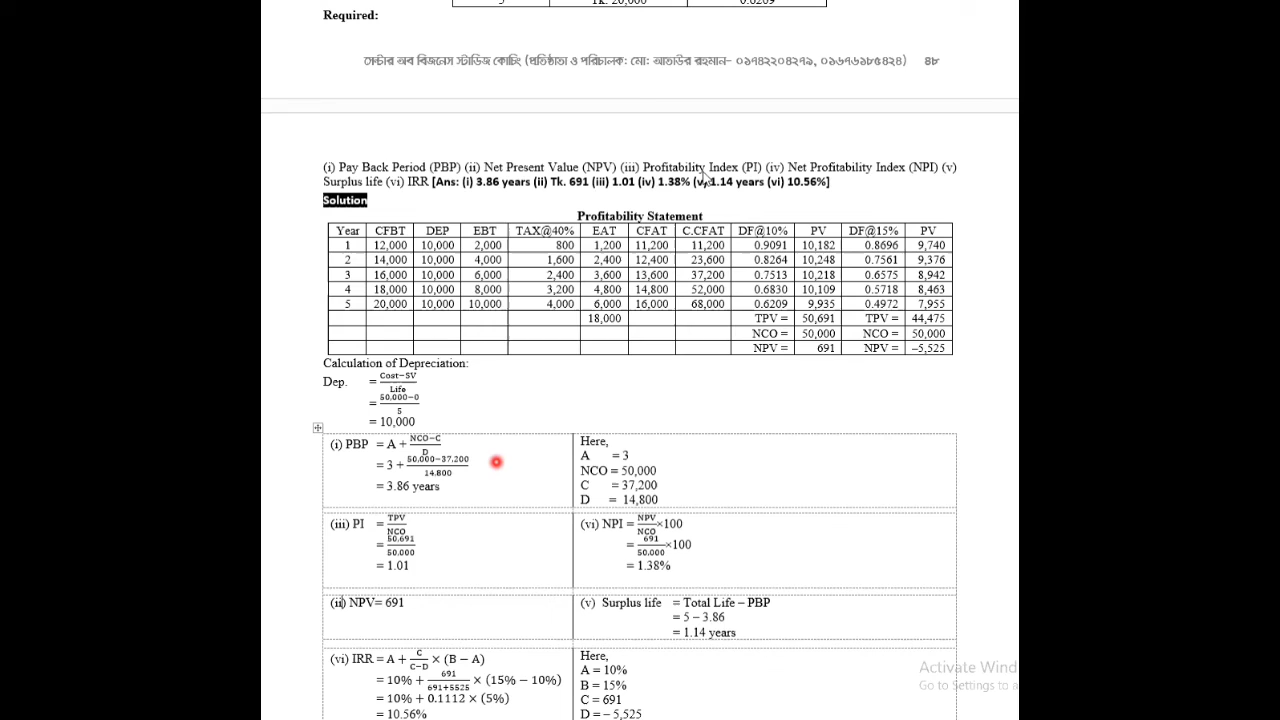 5 Tk. 20,000 0.6209
Required:
সেন্টার অব বিজনেস স্টাডিজ কোচিং (প্রতিষ্ঠাতা ও পরিচালক: মো: আতাউর রহমান– ০১৭৪২২০৪২৭৯, ০১৬৭৬১৮৫৪২৪) ৪৮
(i) Pay Back Period (PBP) (ii) Net Present Value (NPV) (iii) Profitability Index (PI) (iv) Net Profitability Index (NPI) (v)
Surplus life (vi) IRR [Ans: (i) 3.86 years (ii) Tk. 691 (iii) 1.01 (iv) 1.38% (v) 1.14 years (vi) 10.56%]
Solution
Profitability Statement
Year CFBT DEP EBT TAX@40% EAT CFAT C.CFAT DF@10% PV DF@15% PV
1 12,000 10,000 2,000 800 1,200 11,200 11,200 0.9091 10,182 0.8696 9,740
2 14,000 10,000 4,000 1,600 2,400 12,400 23,600 0.8264 10,248 0.7561 9,376
3 16,000 10,000 6,000 2,400 3,600 13,600 37,200 0.7513 10,218 0.6575 8,942
4 18,000 10,000 8,000 3,200 4,800 14,800 52,000 0.6830 10,109 0.5718 8,463
5 20,000 10,000 10,000 4,000 6,000 16,000 68,000 0.6209 9,935 0.4972 7,955
18,000 TPV = 50,691 TPV = 44,475
NCO = 50,000 NCO = 50,000
NPV = 691 NPV = –5,525
Calculation of Depreciation:
Dep. = Cost−SV / Life
= 50,000−0 / 5
= 10,000
(i) PBP = A + NCO−C / D
= 3 + 50,000−37,200 / 14,800
= 3.86 years
Here,
A = 3
NCO = 50,000
C = 37,200
D = 14,800
(iii) PI = TPV / NCO
= 50,691 / 50,000
= 1.01
(vi) NPI = NPV / NCO ×100
= 691 / 50,000 ×100
= 1.38%
(ii) NPV= 691
(v) Surplus life = Total Life – PBP
= 5 – 3.86
= 1.14 years
(vi) IRR = A + C / C−D × (B − A)
= 10% + 691 / 691+5525 × (15% − 10%)
= 10% + 0.1112 × (5%)
= 10.56%
Here,
A = 10%
B = 15%
C = 691
D = – 5,525
Activate Wind
Go to Settings to a